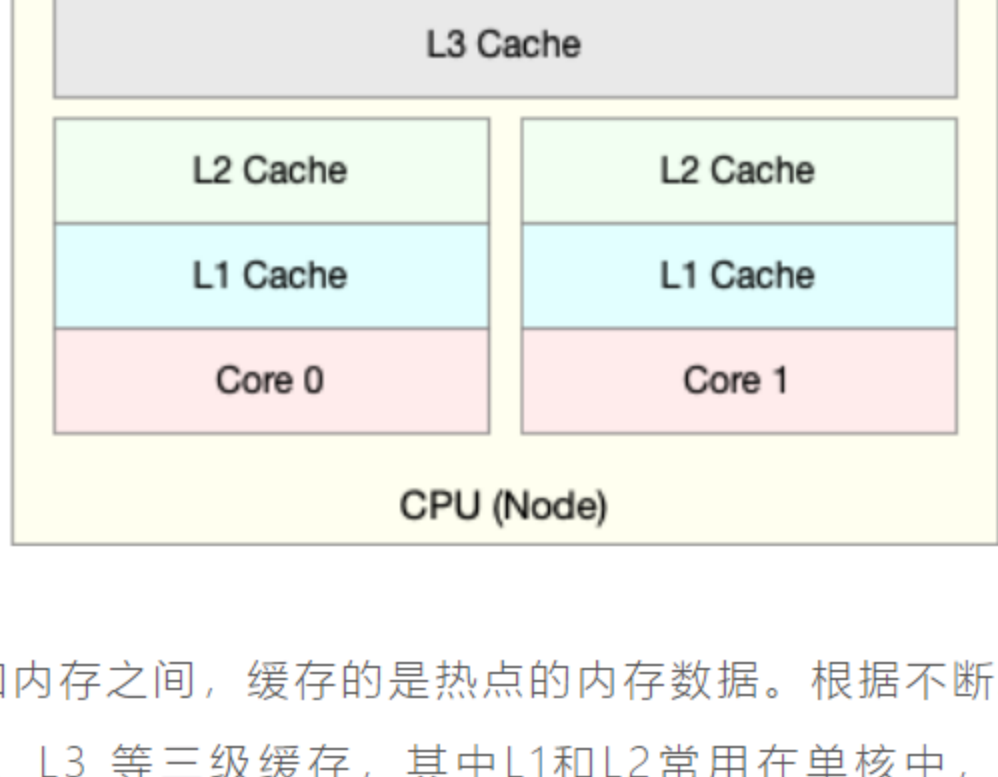 L3 Cache
L2 Cache
L2 Cache
L1 Cache
L1 Cache
Core 0
Core 1
CPU (Node)
内存之间，缓存的是热点的内存数据。根据不断
L3 等三级缓存，其中L1和L2常用在单核中，